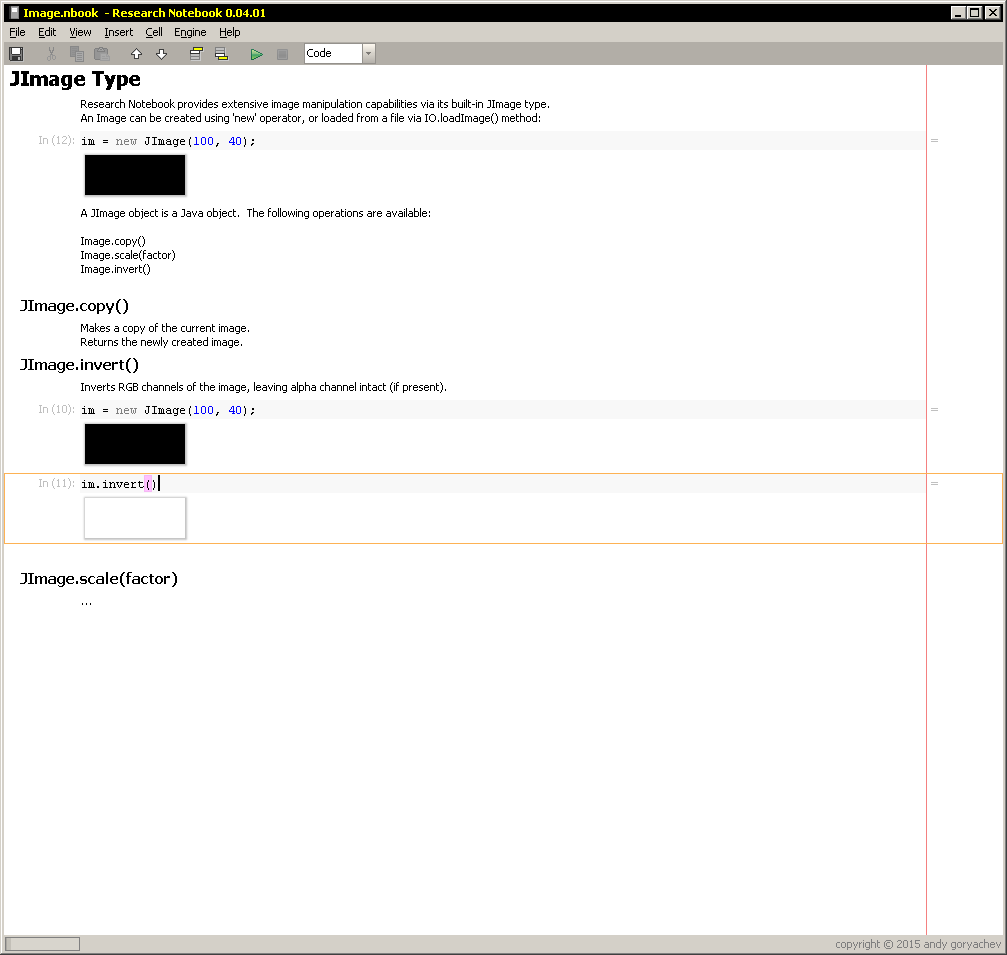 Image.nbook - Research Notebook 0.04.01
File Edit View Insert Cell Engine Help
Code
JImage Type
Research Notebook provides extensive image manipulation capabilities via its built-in JImage type.
An Image can be created using 'new' operator, or loaded from a file via IO.loadImage() method:
In (12): im = new JImage(100, 40); =
A JImage object is a Java object.  The following operations are available:
Image.copy()
Image.scale(factor)
Image.invert()
JImage.copy()
Makes a copy of the current image.
Returns the newly created image.
JImage.invert()
Inverts RGB channels of the image, leaving alpha channel intact (if present).
In (10): im = new JImage(100, 40); =
In (11): im.invert() =
JImage.scale(factor)
...
copyright © 2015 andy goryachev